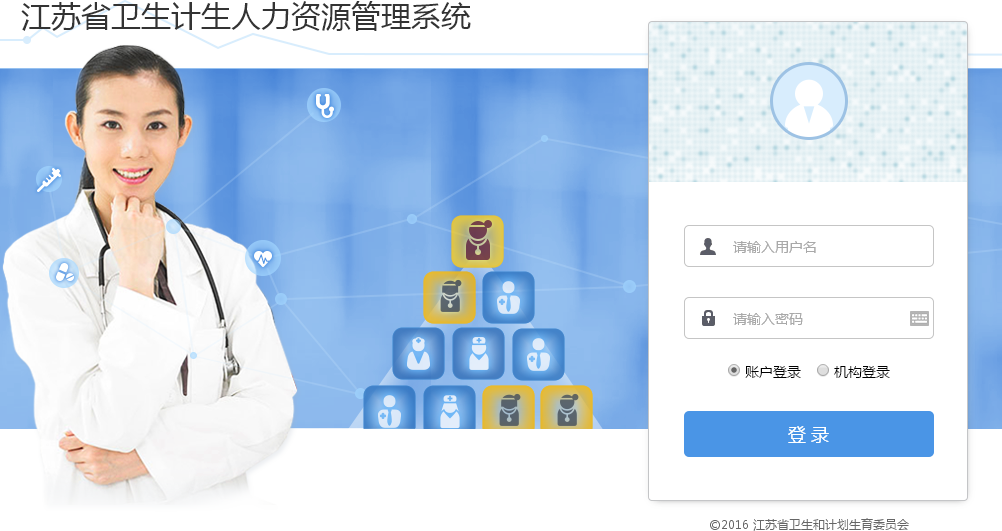 江苏省卫生计生人力资源管理系统
请输入用户名
请输入密码
账户登录 机构登录
登录
©2016 江苏省卫生和计划生育委员会